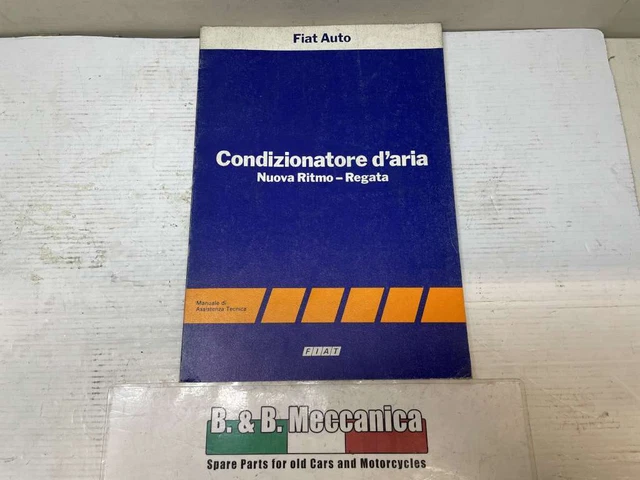 Fiat Auto
Condizionatore d'aria
Nuova Ritmo – Regata
Manuale di
Assistenza Tecnica
FIAT
B. & B. Meccanica
Spare Parts for old Cars and Motorcycles